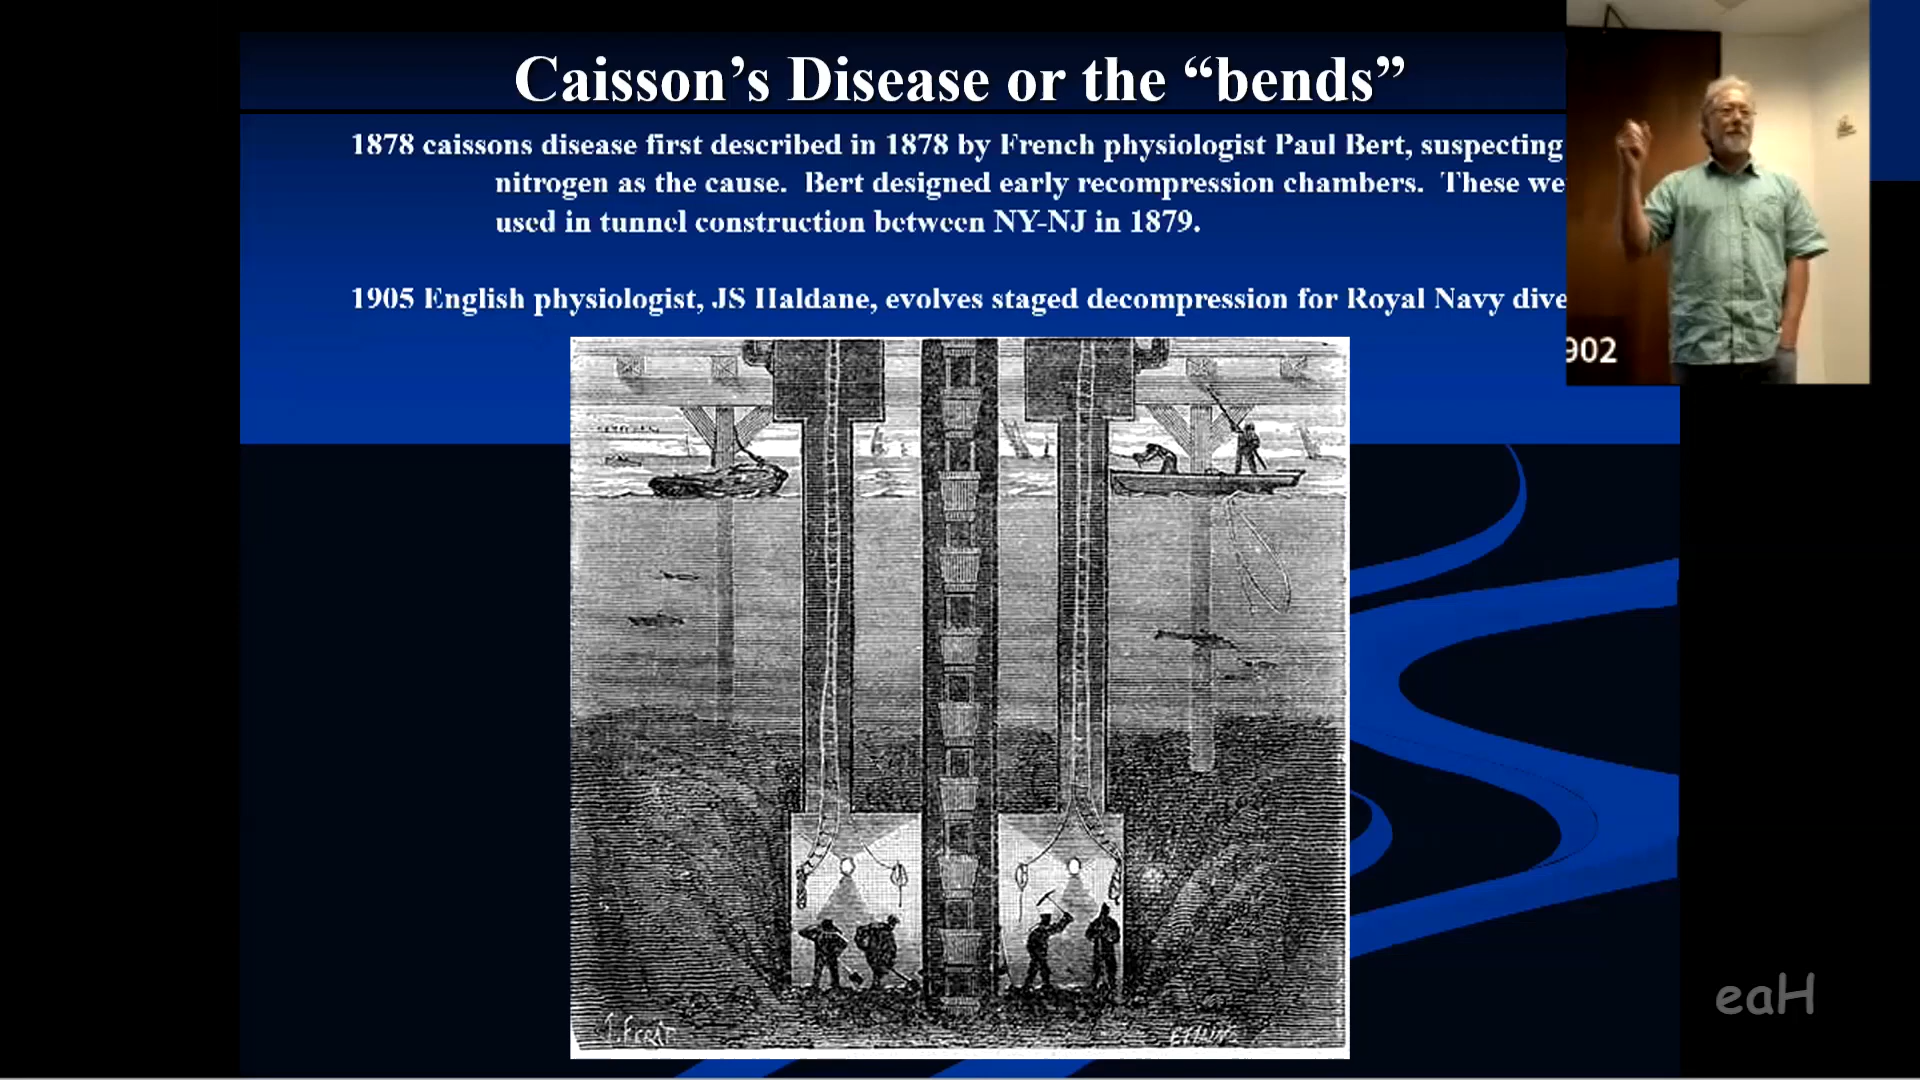 Caisson’s Disease or the “bends”
1878 caissons disease first described in 1878 by French physiologist Paul Bert, suspecting
nitrogen as the cause. Bert designed early recompression chambers. These we
used in tunnel construction between NY-NJ in 1879.
1905 English physiologist, JS Haldane, evolves staged decompression for Royal Navy dive
902
eaH